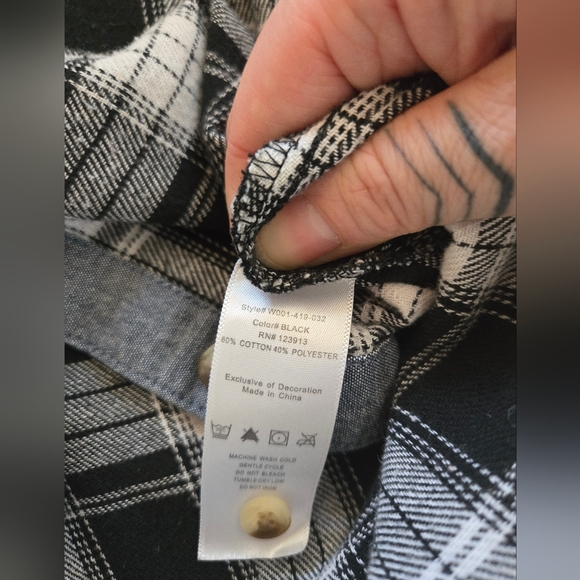 Style# W001-419-032
Color# BLACK
RN# 123913
60% COTTON 40% POLYESTER
Exclusive of Decoration
Made in China
MACHINE WASH COLD
GENTLE CYCLE
DO NOT BLEACH
TUMBLE DRY LOW
DO NOT IRON